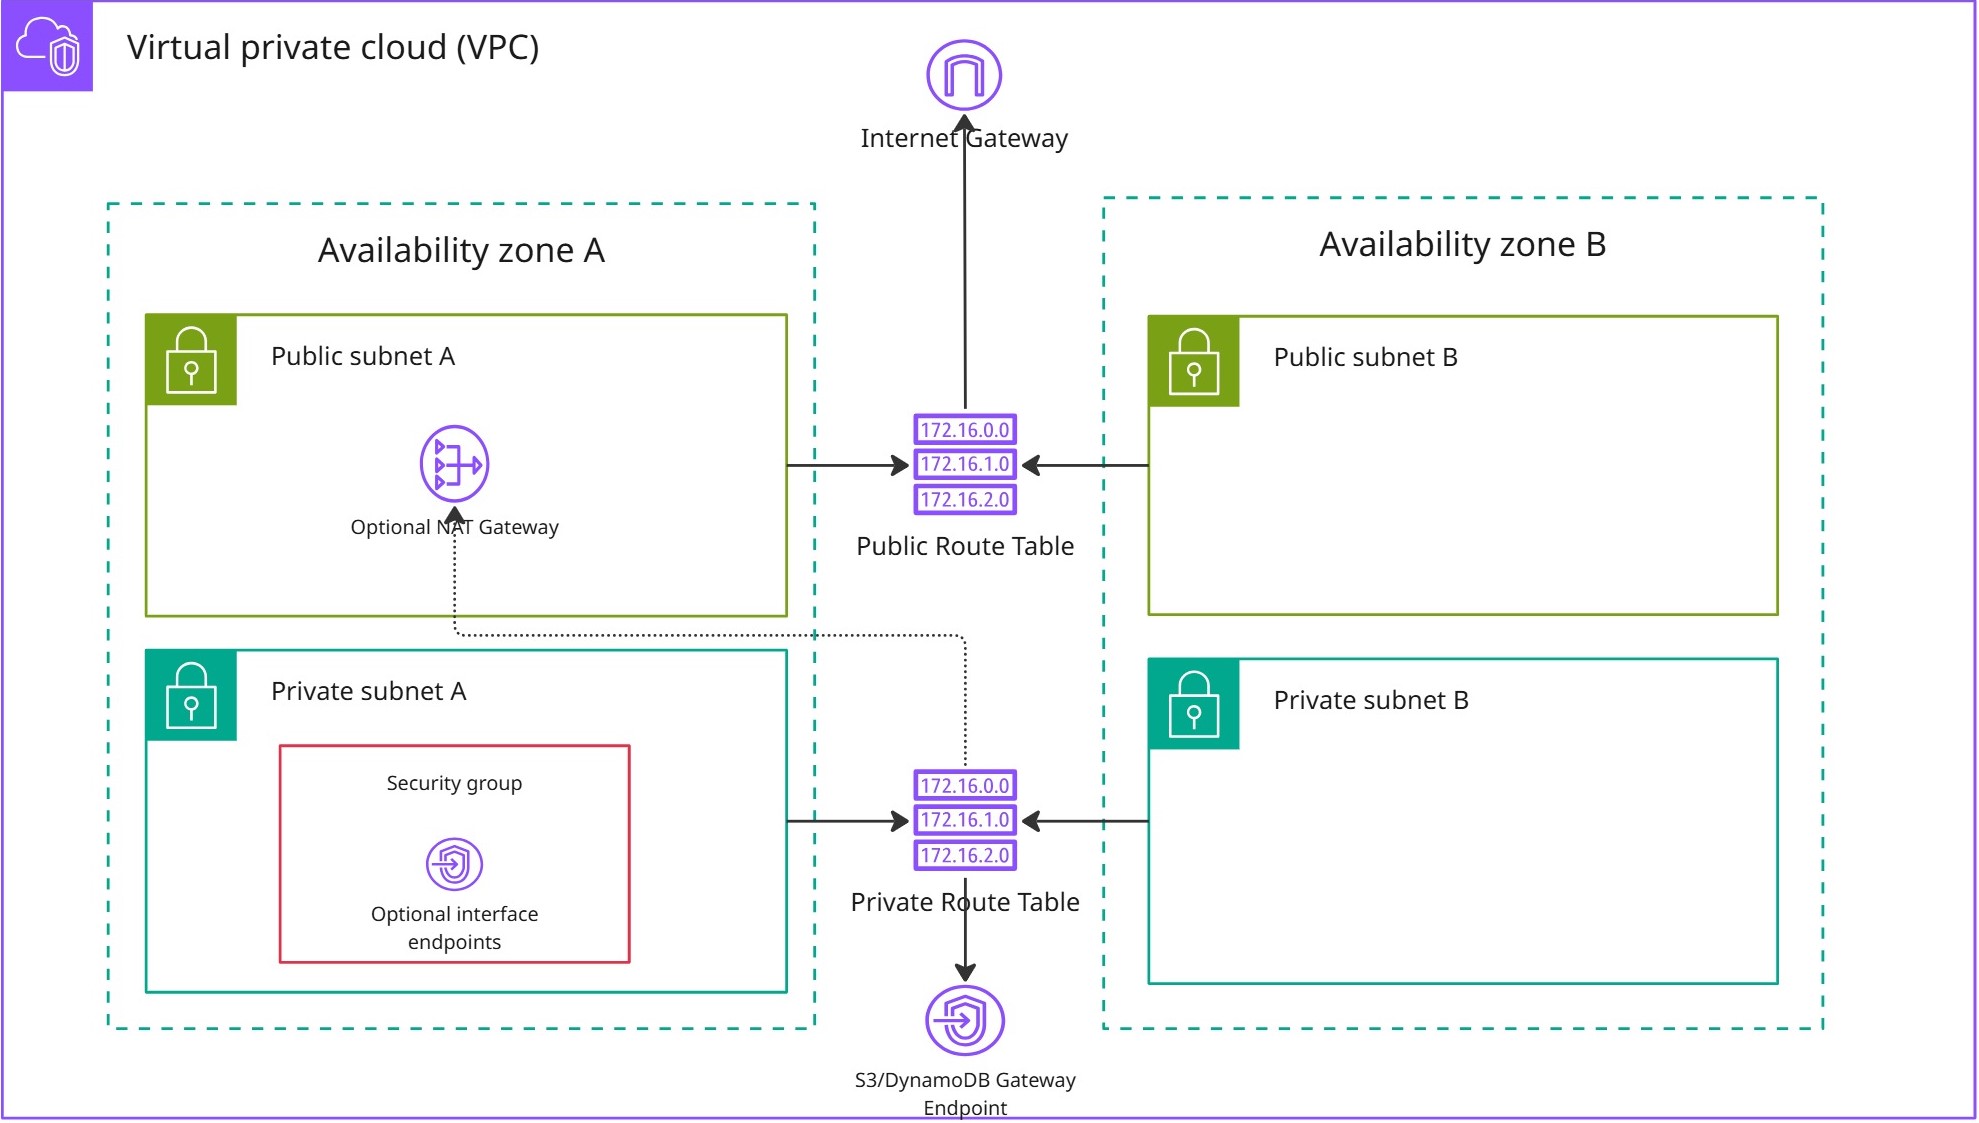 Virtual private cloud (VPC)
Internet Gateway
Availability zone A
Availability zone B
Public subnet A
Public subnet B
Optional NAT Gateway
172.16.0.0
172.16.1.0
172.16.2.0
Public Route Table
Private subnet A
Private subnet B
Security group
Optional interface
endpoints
172.16.0.0
172.16.1.0
172.16.2.0
Private Route Table
S3/DynamoDB Gateway
Endpoint